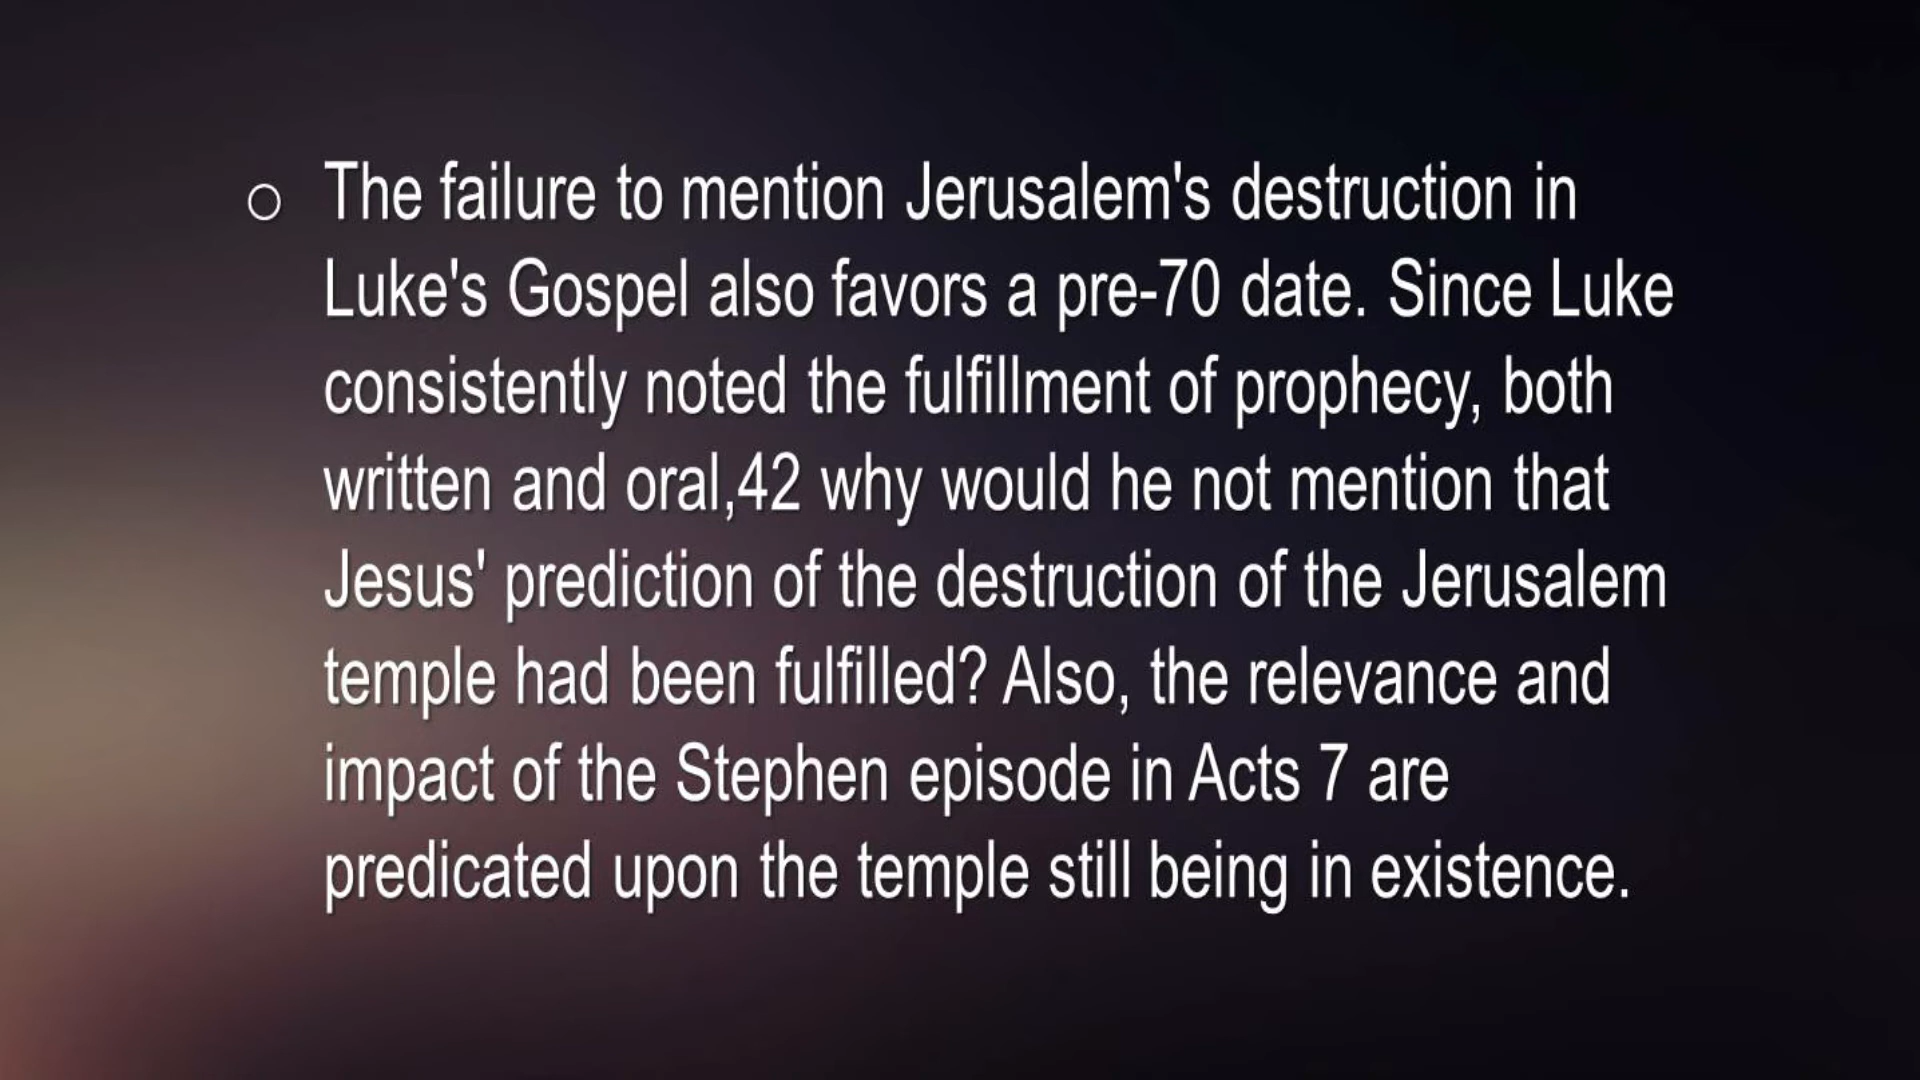 ○ The failure to mention Jerusalem's destruction in
Luke's Gospel also favors a pre-70 date. Since Luke
consistently noted the fulfillment of prophecy, both
written and oral,42 why would he not mention that
Jesus' prediction of the destruction of the Jerusalem
temple had been fulfilled? Also, the relevance and
impact of the Stephen episode in Acts 7 are
predicated upon the temple still being in existence.